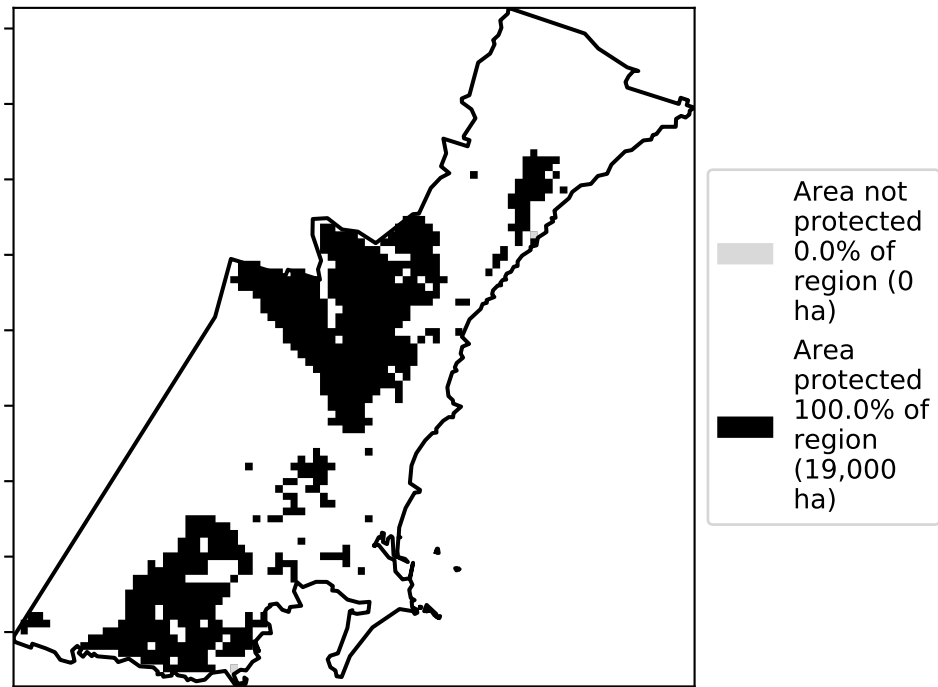 Area not
protected
0.0% of
region (0
ha)
Area
protected
100.0% of
region
(19,000
ha)